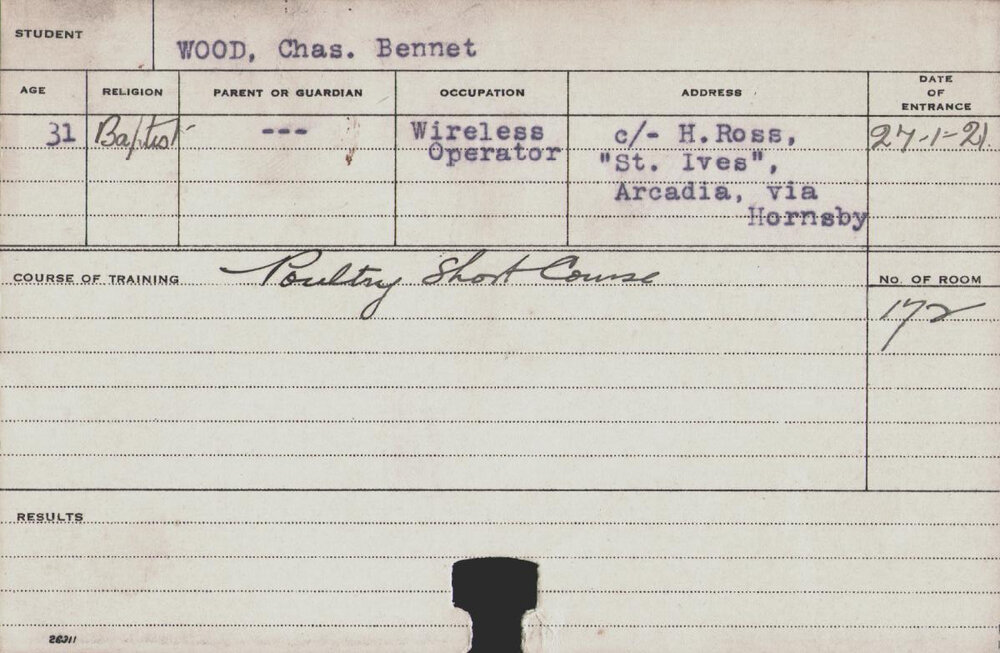 STUDENT
WOOD, Chas. Bennet
AGE
RELIGION
PARENT OR GUARDIAN
OCCUPATION
ADDRESS
DATE
OF
ENTRANCE
31
Baptist
---
Wireless
Operator
c/- H.Ross,
"St. Ives",
Arcadia, via
Hornsby
27-1-21.
COURSE OF TRAINING
Poultry Short Course
No. OF ROOM
172
RESULTS